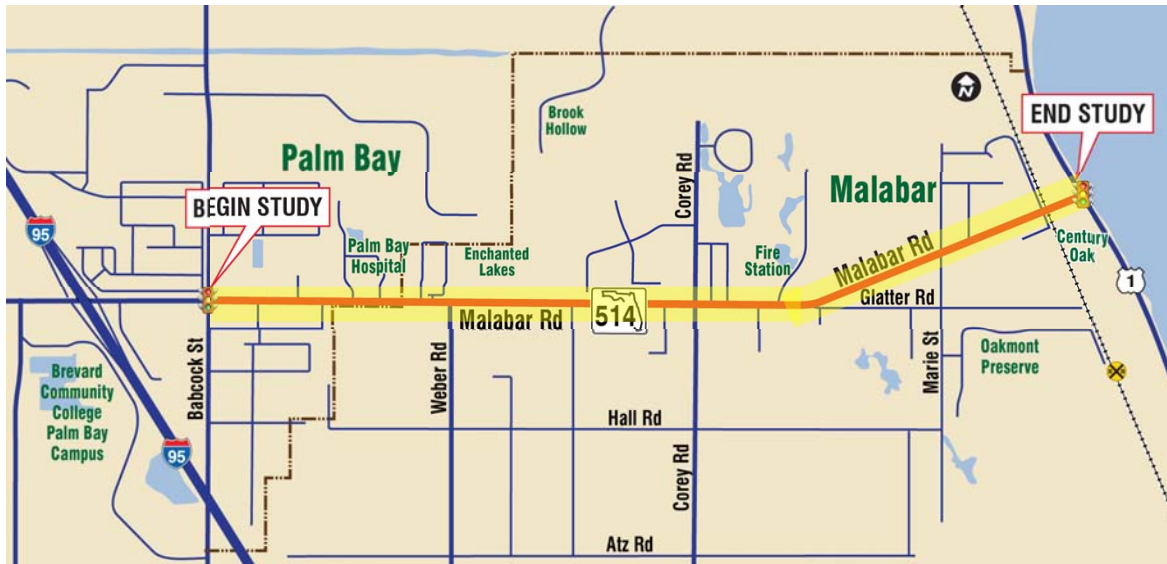 Brook
Hollow
N
END STUDY
Palm Bay
Corey Rd
Malabar
BEGIN STUDY
95
Palm Bay
Hospital
Enchanted
Lakes
Fire
Station
Malabar Rd
Century
Oak
1
Glatter Rd
514
Malabar Rd
Babcock St
Weber Rd
Marie St
Oakmont
Preserve
Brevard
Community
College
Palm Bay
Campus
Hall Rd
95
Corey Rd
Atz Rd